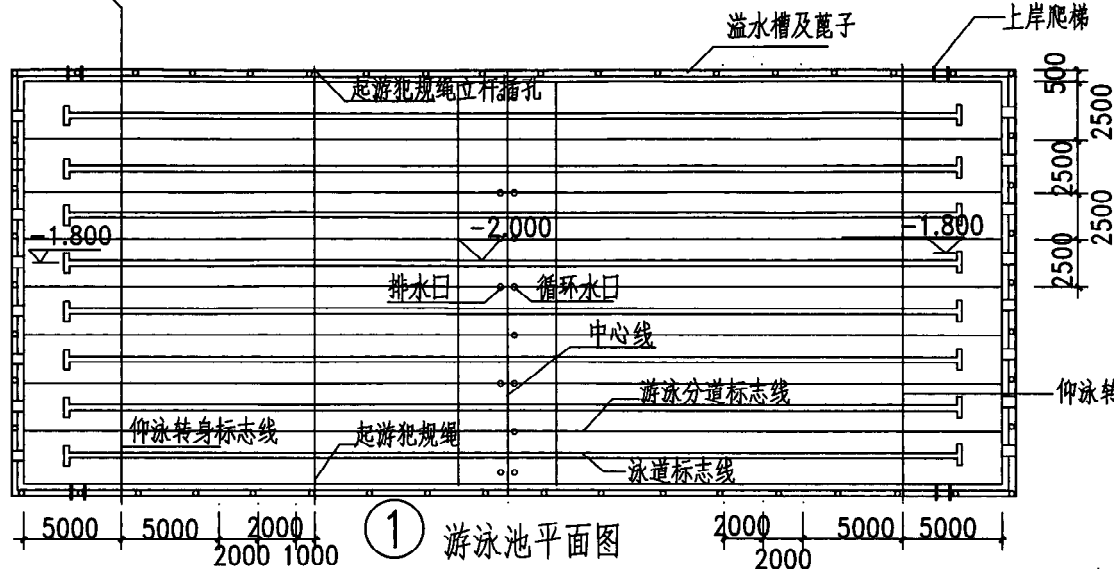 溢水槽及蓖子
上岸爬梯
起游犯规绳立杆插孔
500
2500
2500
2500
2500
-1.800
-2.000
-1.800
排水口
循环水口
中心线
游泳分道标志线
仰泳转
仰泳转身标志线
起游犯规绳
泳道标志线
5000
5000
2000
2000
1000
1
游泳池平面图
2000
2000
5000
5000